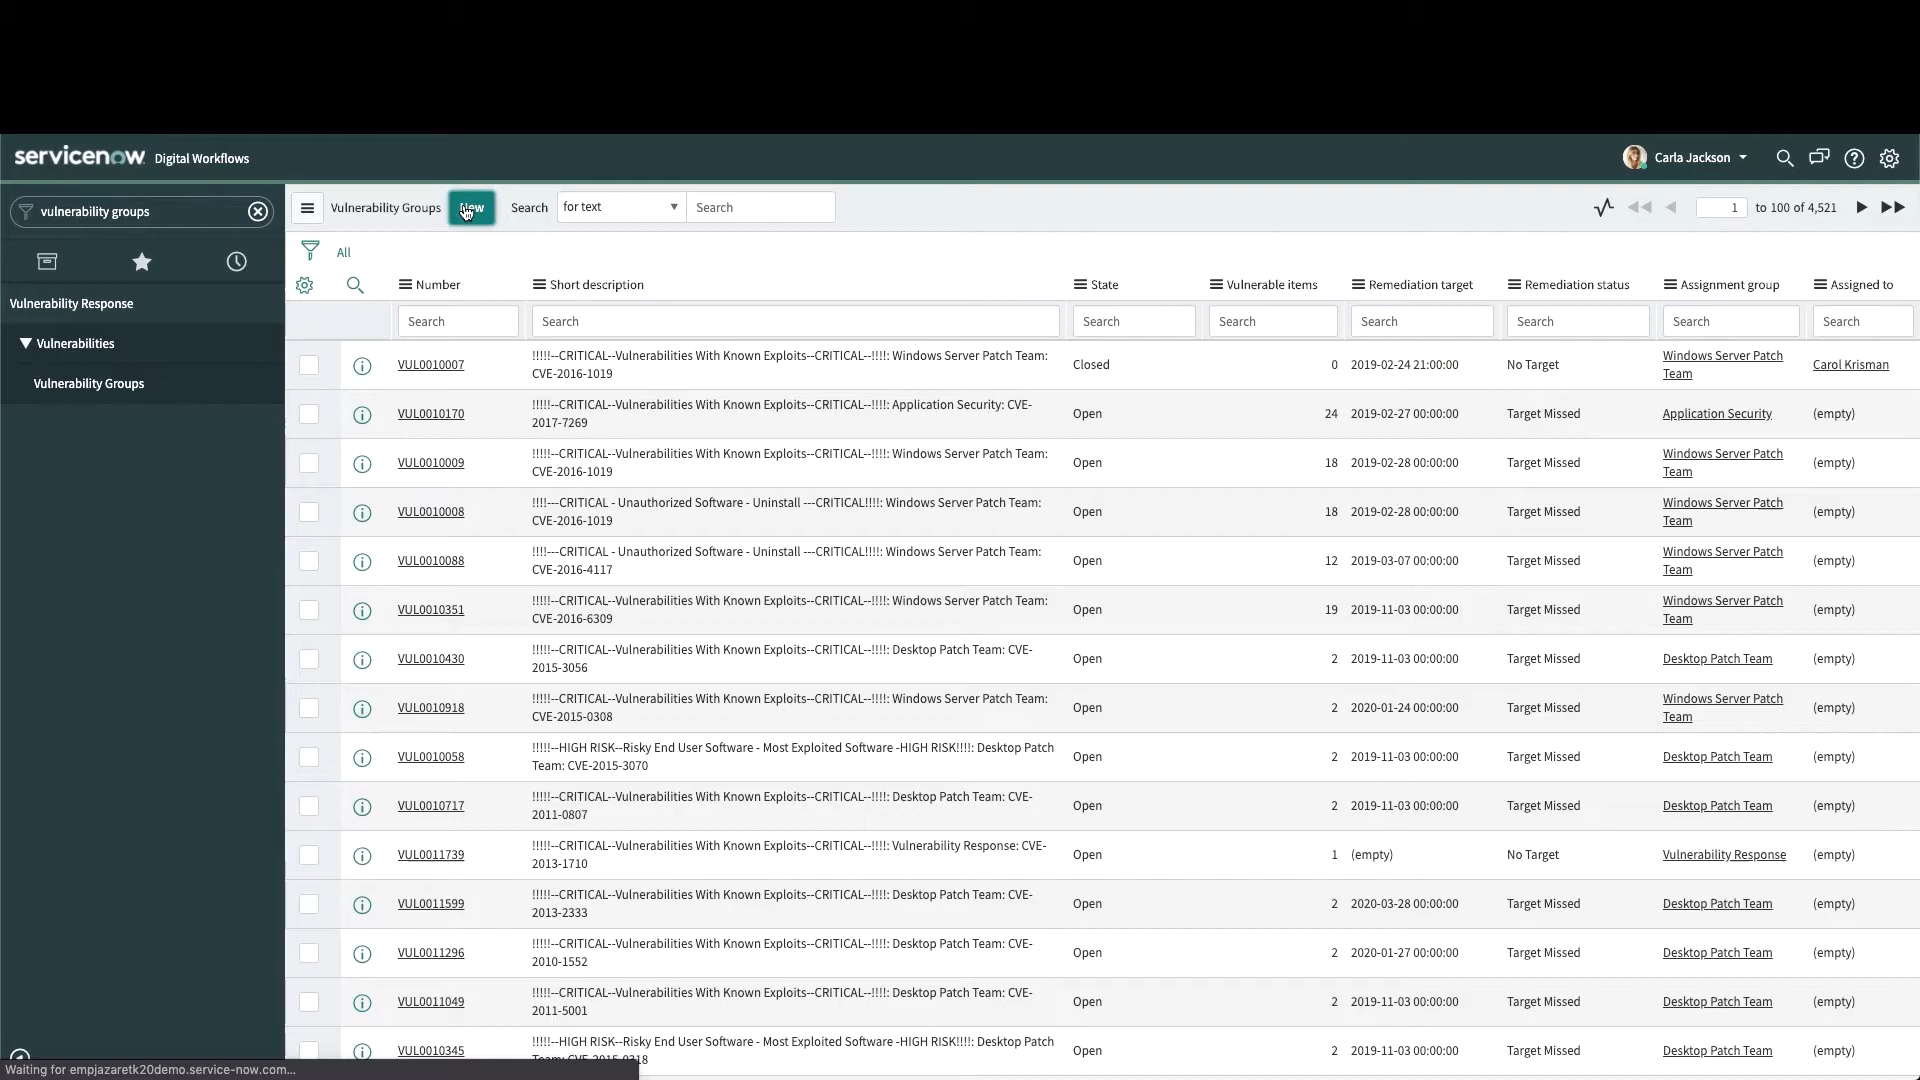 servicenow Digital Workflows
Carla Jackson
vulnerability groups
Vulnerability Groups New Search for text Search
1 to 100 of 4,521
All
Vulnerability Response
Vulnerabilities
Vulnerability Groups
Number Short description State Vulnerable items Remediation target Remediation status Assignment group Assigned to
Search Search Search Search Search Search Search Search
VUL0010007 !!!!!--CRITICAL--Vulnerabilities With Known Exploits--CRITICAL--!!!!: Windows Server Patch Team: Closed 0 2019-02-24 21:00:00 No Target Windows Server Patch Carol Krisman
CVE-2016-1019 Team
VUL0010170 !!!!!--CRITICAL--Vulnerabilities With Known Exploits--CRITICAL--!!!!: Application Security: CVE- Open 24 2019-02-27 00:00:00 Target Missed Application Security (empty)
2017-7269
VUL0010009 !!!!!--CRITICAL--Vulnerabilities With Known Exploits--CRITICAL--!!!!: Windows Server Patch Team: Open 18 2019-02-28 00:00:00 Target Missed Windows Server Patch (empty)
CVE-2016-1019 Team
VUL0010008 !!!!---CRITICAL - Unauthorized Software - Uninstall ---CRITICAL!!!!: Windows Server Patch Team: Open 18 2019-02-28 00:00:00 Target Missed Windows Server Patch (empty)
CVE-2016-1019 Team
VUL0010088 !!!!---CRITICAL - Unauthorized Software - Uninstall ---CRITICAL!!!!: Windows Server Patch Team: Open 12 2019-03-07 00:00:00 Target Missed Windows Server Patch (empty)
CVE-2016-4117 Team
VUL0010351 !!!!!--CRITICAL--Vulnerabilities With Known Exploits--CRITICAL--!!!!: Windows Server Patch Team: Open 19 2019-11-03 00:00:00 Target Missed Windows Server Patch (empty)
CVE-2016-6309 Team
VUL0010430 !!!!!--CRITICAL--Vulnerabilities With Known Exploits--CRITICAL--!!!!: Desktop Patch Team: CVE- Open 2 2019-11-03 00:00:00 Target Missed Desktop Patch Team (empty)
2015-3056
VUL0010918 !!!!!--CRITICAL--Vulnerabilities With Known Exploits--CRITICAL--!!!!: Windows Server Patch Team: Open 2 2020-01-24 00:00:00 Target Missed Windows Server Patch (empty)
CVE-2015-0308 Team
VUL0010058 !!!!!--HIGH RISK--Risky End User Software - Most Exploited Software -HIGH RISK!!!!: Desktop Patch Open 2 2019-11-03 00:00:00 Target Missed Desktop Patch Team (empty)
Team: CVE-2015-3070
VUL0010717 !!!!!--CRITICAL--Vulnerabilities With Known Exploits--CRITICAL--!!!!: Desktop Patch Team: CVE- Open 2 2019-11-03 00:00:00 Target Missed Desktop Patch Team (empty)
2011-0807
VUL0011739 !!!!!--CRITICAL--Vulnerabilities With Known Exploits--CRITICAL--!!!!: Vulnerability Response: CVE- Open 1 (empty) No Target Vulnerability Response (empty)
2013-1710
VUL0011599 !!!!!--CRITICAL--Vulnerabilities With Known Exploits--CRITICAL--!!!!: Desktop Patch Team: CVE- Open 2 2020-03-28 00:00:00 Target Missed Desktop Patch Team (empty)
2013-2333
VUL0011296 !!!!!--CRITICAL--Vulnerabilities With Known Exploits--CRITICAL--!!!!: Desktop Patch Team: CVE- Open 2 2020-01-27 00:00:00 Target Missed Desktop Patch Team (empty)
2010-1552
VUL0011049 !!!!!--CRITICAL--Vulnerabilities With Known Exploits--CRITICAL--!!!!: Desktop Patch Team: CVE- Open 2 2019-11-03 00:00:00 Target Missed Desktop Patch Team (empty)
2011-5001
VUL0010345 !!!!!--HIGH RISK--Risky End User Software - Most Exploited Software -HIGH RISK!!!!: Desktop Patch Open 2 2019-11-03 00:00:00 Target Missed Desktop Patch Team (empty)
Waiting for empjazaretk20demo.service-now.com...